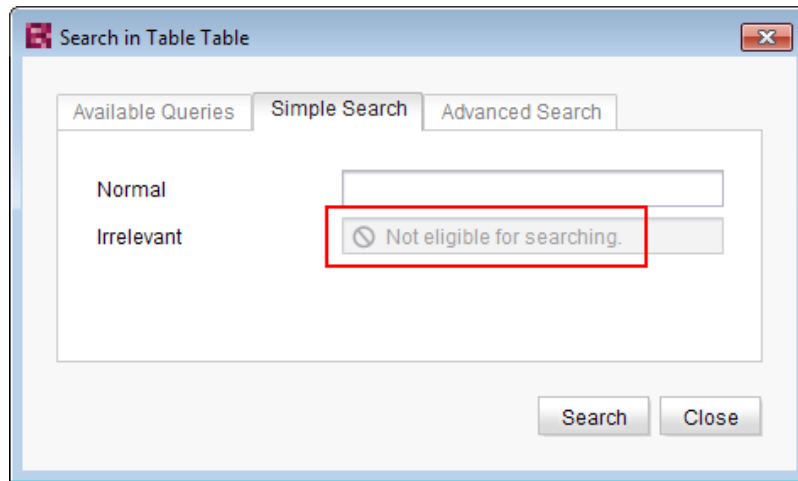 Search in Table Table
Available Queries Simple Search Advanced Search
Normal
Irrelevant Not eligible for searching.
Search Close